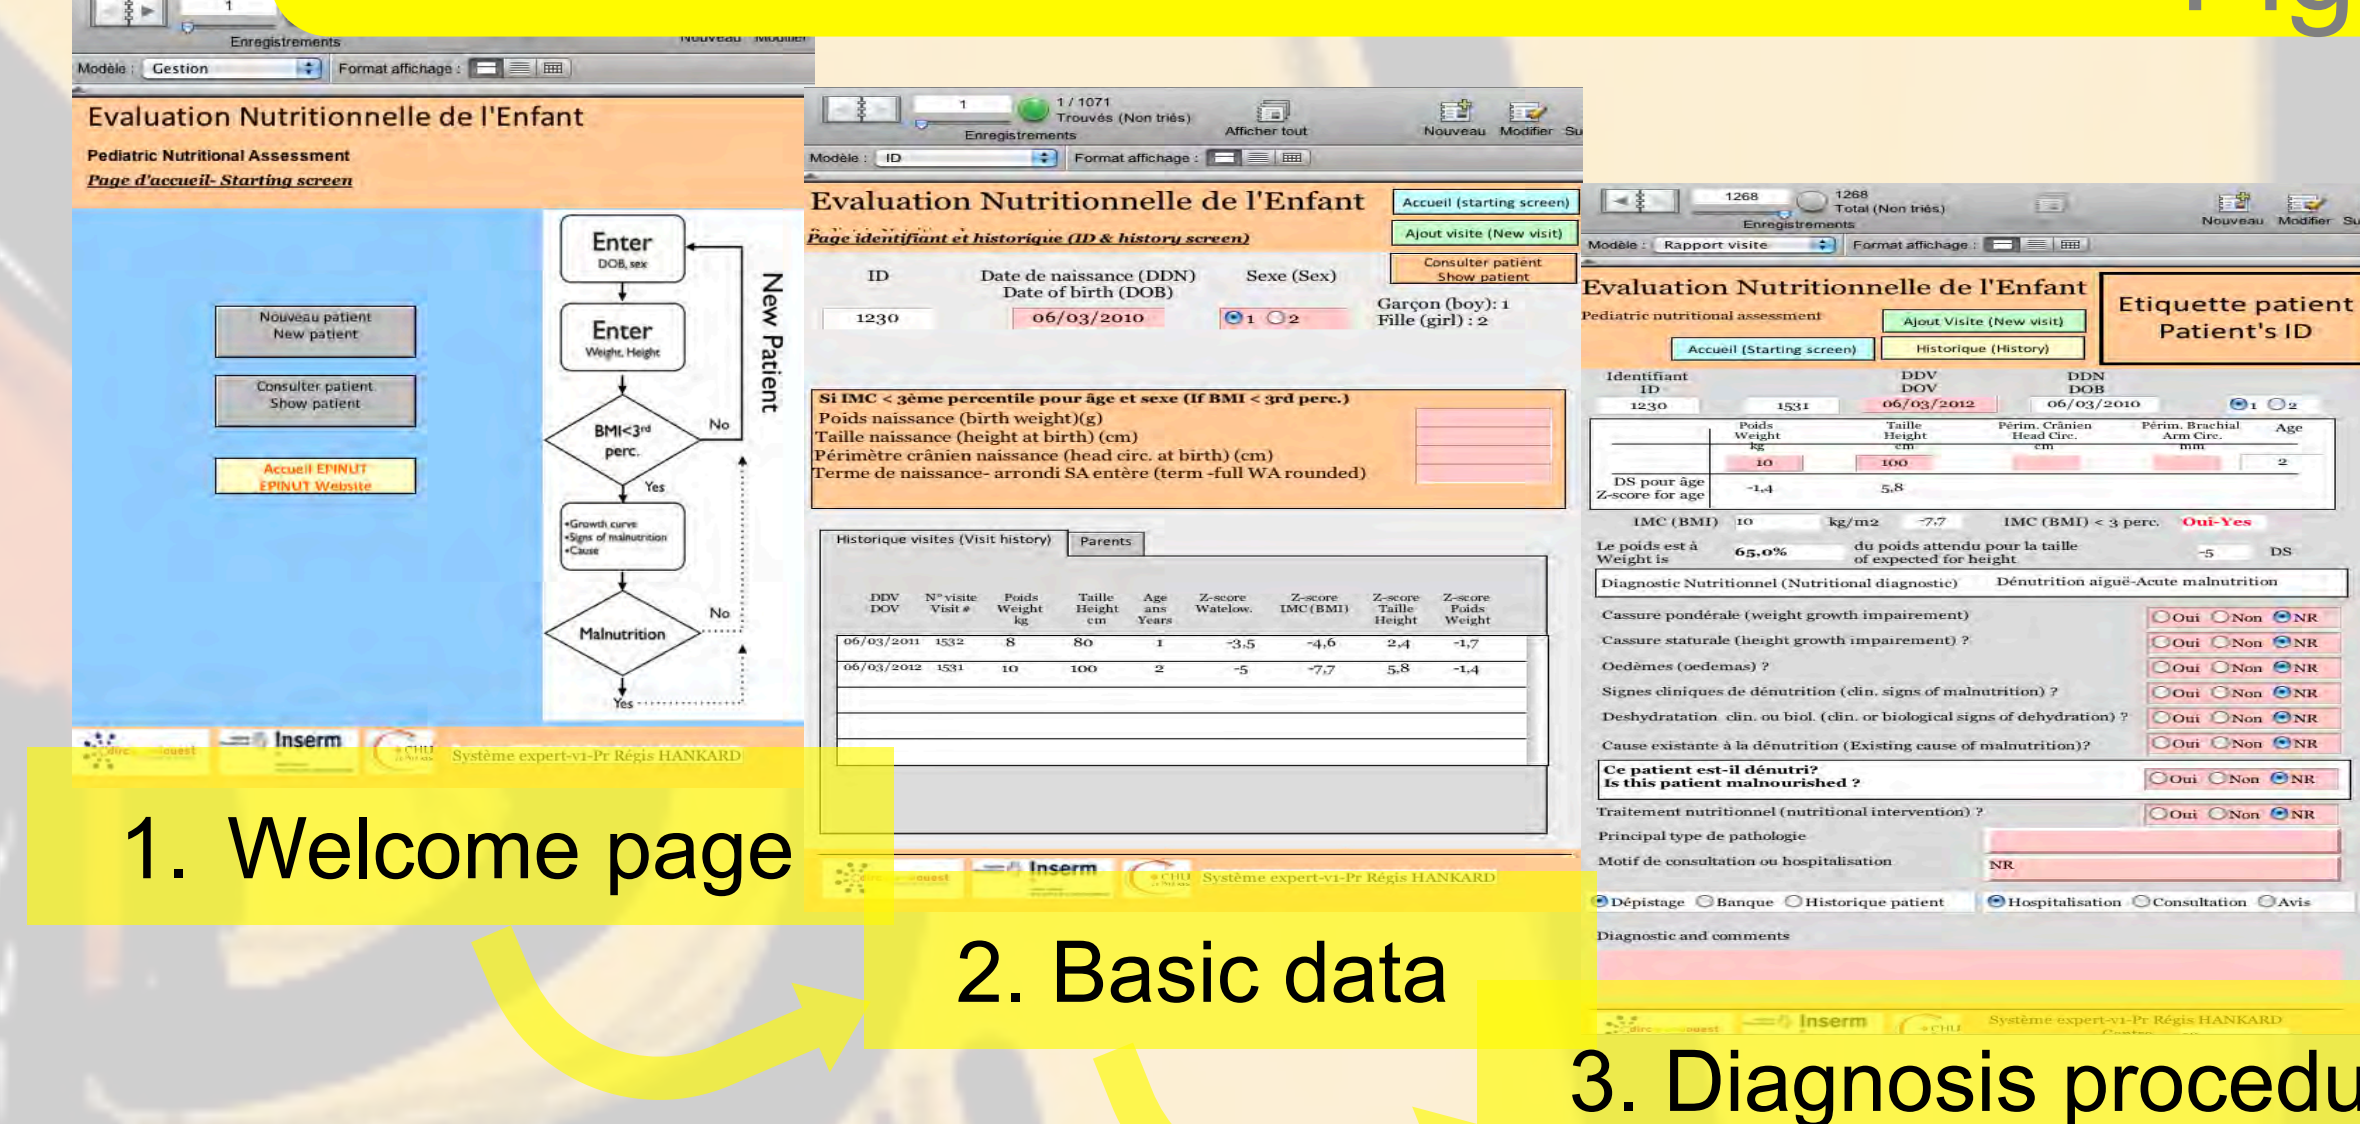 Fig
1
Enregistrements
Nouveau Modifier
Modèle : Gestion Format affichage :
Evaluation Nutritionnelle de l'Enfant
Pediatric Nutritional Assessment
Page d'accueil- Starting screen
Nouveau patient
New patient
Consulter patient
Show patient
Accueil EPINUT
EPINUT Website
Enter
DOB, sex
Enter
Weight, Height
BMI<3rd
perc.
No
Yes
•Growth curve
•Signs of malnutrition
•Cause
Malnutrition
No
Yes
New Patient
Inserm
CHU
Système expert-v1-Pr Régis HANKARD
1. Welcome page
1
1 / 1071
Trouvés (Non triés)
Enregistrements
Afficher tout
Nouveau Modifier Su
Modèle : ID Format affichage :
Evaluation Nutritionnelle de l'Enfant
Accueil (starting screen)
Page identifiant et historique (ID & history screen)
Ajout visite (New visit)
Consulter patient
Show patient
ID Date de naissance (DDN) Sexe (Sex)
Date of birth (DOB)
Garçon (boy): 1
Fille (girl) : 2
1230 06/03/2010 1 2
Si IMC < 3ème percentile pour âge et sexe (If BMI < 3rd perc.)
Poids naissance (birth weight)(g)
Taille naissance (height at birth) (cm)
Périmètre crânien naissance (head circ. at birth) (cm)
Terme de naissance- arrondi SA entère (term -full WA rounded)
Historique visites (Visit history) Parents
DDV N° visite Poids Taille Age Z-score Z-score Z-score Z-score
DOV Visit # Weight Height ans Watelow. IMC (BMI) Taille Poids
kg cm Years Height Weight
06/03/2011 1532 8 80 1 -3,5 -4,6 2,4 -1,7
06/03/2012 1531 10 100 2 -5 -7,7 5,8 -1,4
Inserm
CHU
Système expert-v1-Pr Régis HANKARD
2. Basic data
1268
1268
Total (Non triés)
Enregistrements
Nouveau Modifier Su
Modèle : Rapport visite Format affichage :
Evaluation Nutritionnelle de l'Enfant
Pediatric nutritional assessment
Ajout Visite (New visit)
Accueil (Starting screen) Historique (History)
Etiquette patient
Patient's ID
Identifiant DDV DDN
ID DOV DOB
1230 1531 06/03/2012 06/03/2010 1 2
Poids Taille Périm. Crânien Périm. Brachial Age
Weight Height Head Circ. Arm Circ.
kg cm cm mm
10 100 2
DS pour âge
Z-score for age -1,4 5,8
IMC (BMI) 10 kg/m2 -7,7 IMC (BMI) < 3 perc. Oui-Yes
Le poids est à 65,0% du poids attendu pour la taille -5 DS
Weight is of expected for height
Diagnostic Nutritionnel (Nutritional diagnostic) Dénutrition aiguë-Acute malnutrition
Cassure pondérale (weight growth impairement) Oui Non NR
Cassure staturale (height growth impairement) ? Oui Non NR
Oedèmes (oedemas) ? Oui Non NR
Signes cliniques de dénutrition (clin. signs of malnutrition) ? Oui Non NR
Deshydratation clin. ou biol. (clin. or biological signs of dehydration) ? Oui Non NR
Cause existante à la dénutrition (Existing cause of malnutrition)? Oui Non NR
Ce patient est-il dénutri?
Is this patient malnourished ? Oui Non NR
Traitement nutritionnel (nutritional intervention) ? Oui Non NR
Principal type de pathologie
Motif de consultation ou hospitalisation NR
Dépistage Banque Historique patient Hospitalisation Consultation Avis
Diagnostic and comments
Inserm
CHU
Système expert-v1-Pr Régis HANKARD
3. Diagnosis procedu